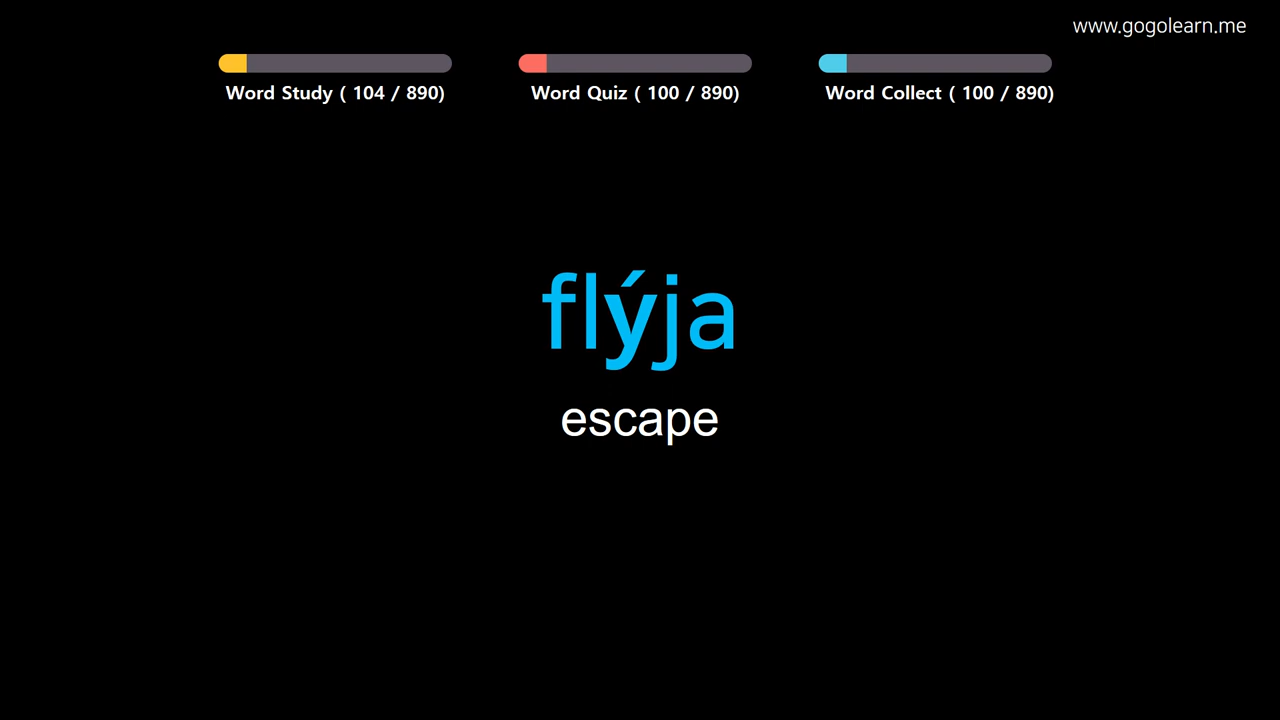 www.gogolearn.me
Word Study ( 104 / 890)
Word Quiz ( 100 / 890)
Word Collect ( 100 / 890)
flýja
escape